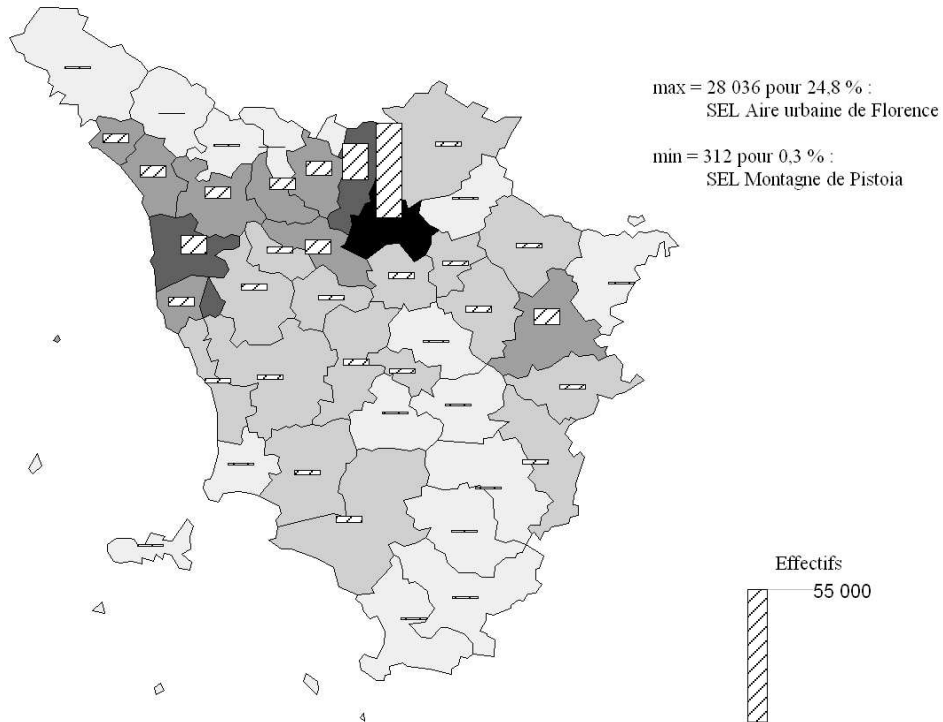 max = 28 036 pour 24,8 % :
SEL Aire urbaine de Florence
min = 312 pour 0,3 % :
SEL Montagne de Pistoia
Effectifs
55 000